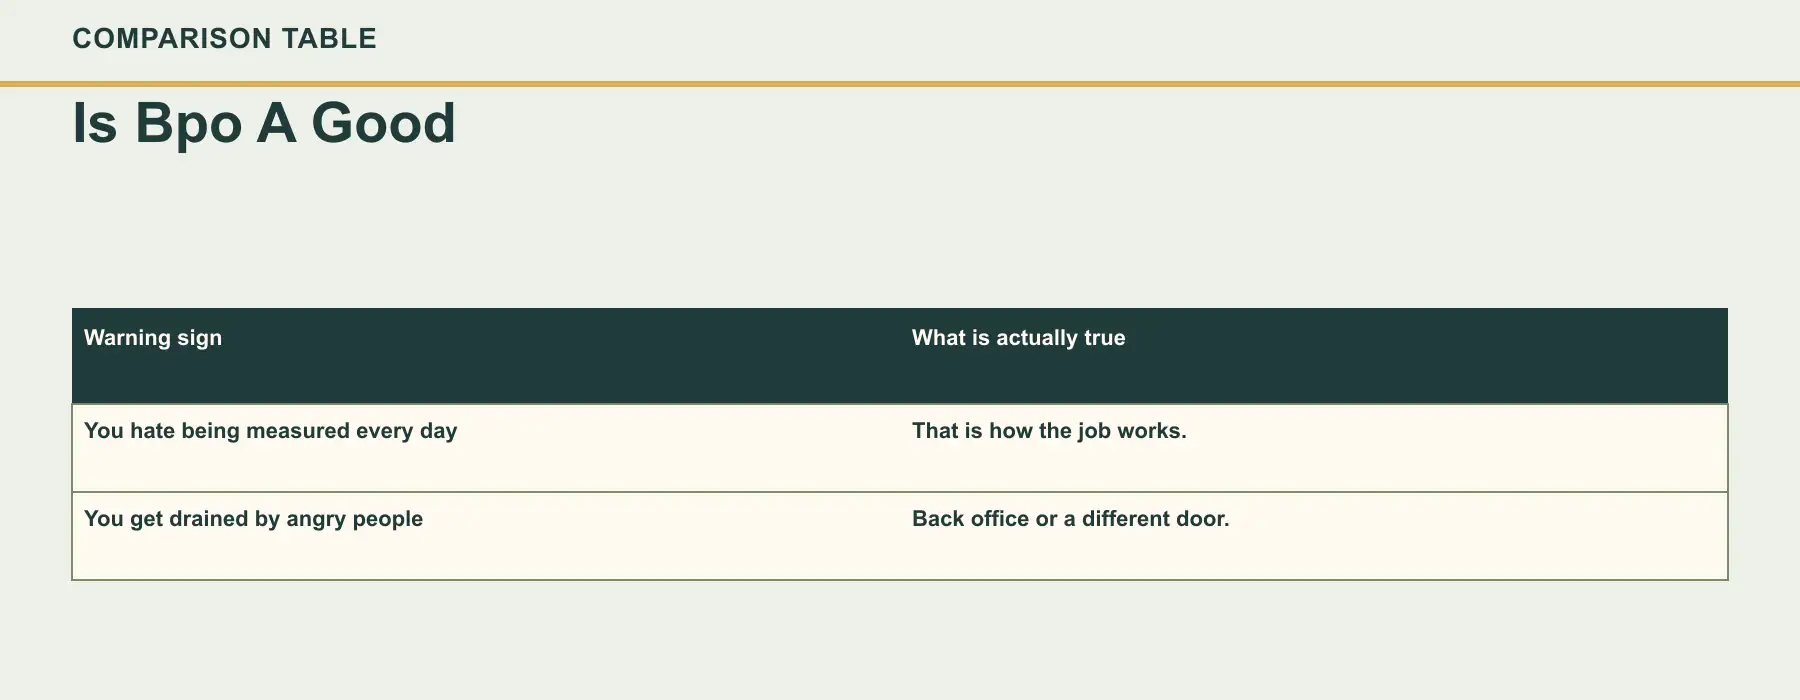 COMPARISON TABLE
Is Bpo A Good
Warning sign What is actually true
You hate being measured every day That is how the job works.
You get drained by angry people Back office or a different door.